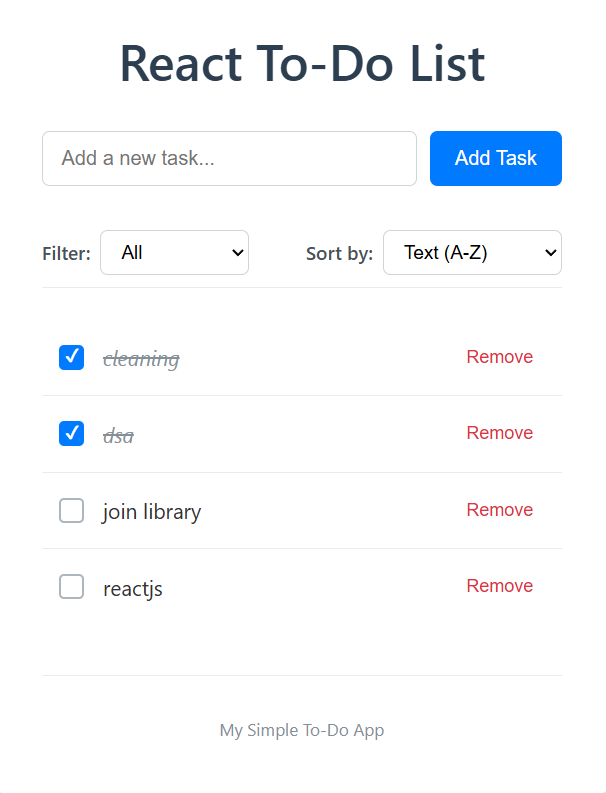 React To-Do List
Add a new task...
Add Task
Filter:
All
Sort by:
Text (A-Z)
cleaning
Remove
dsa
Remove
join library
Remove
reactjs
Remove
My Simple To-Do App